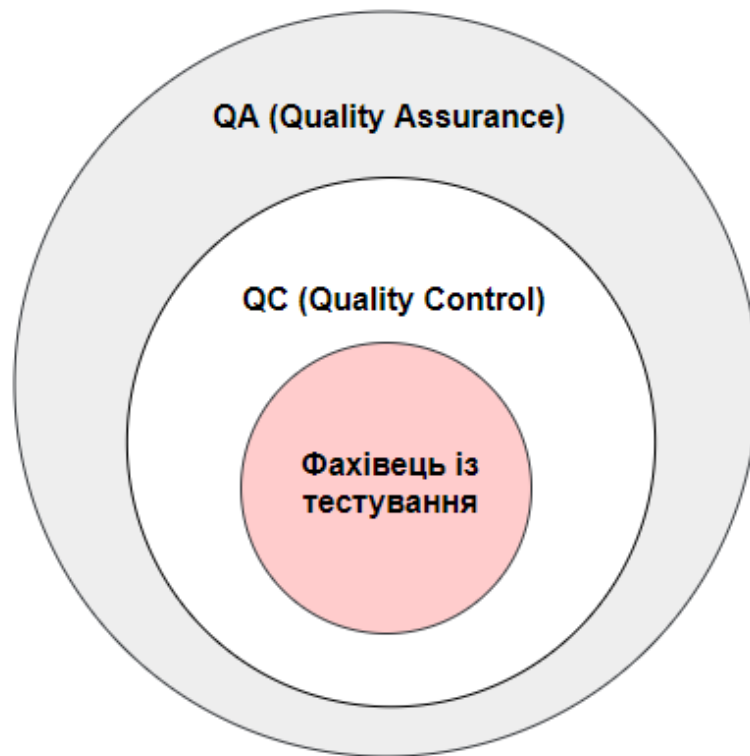 QA (Quality Assurance)
QC (Quality Control)
Фахівець із
тестування